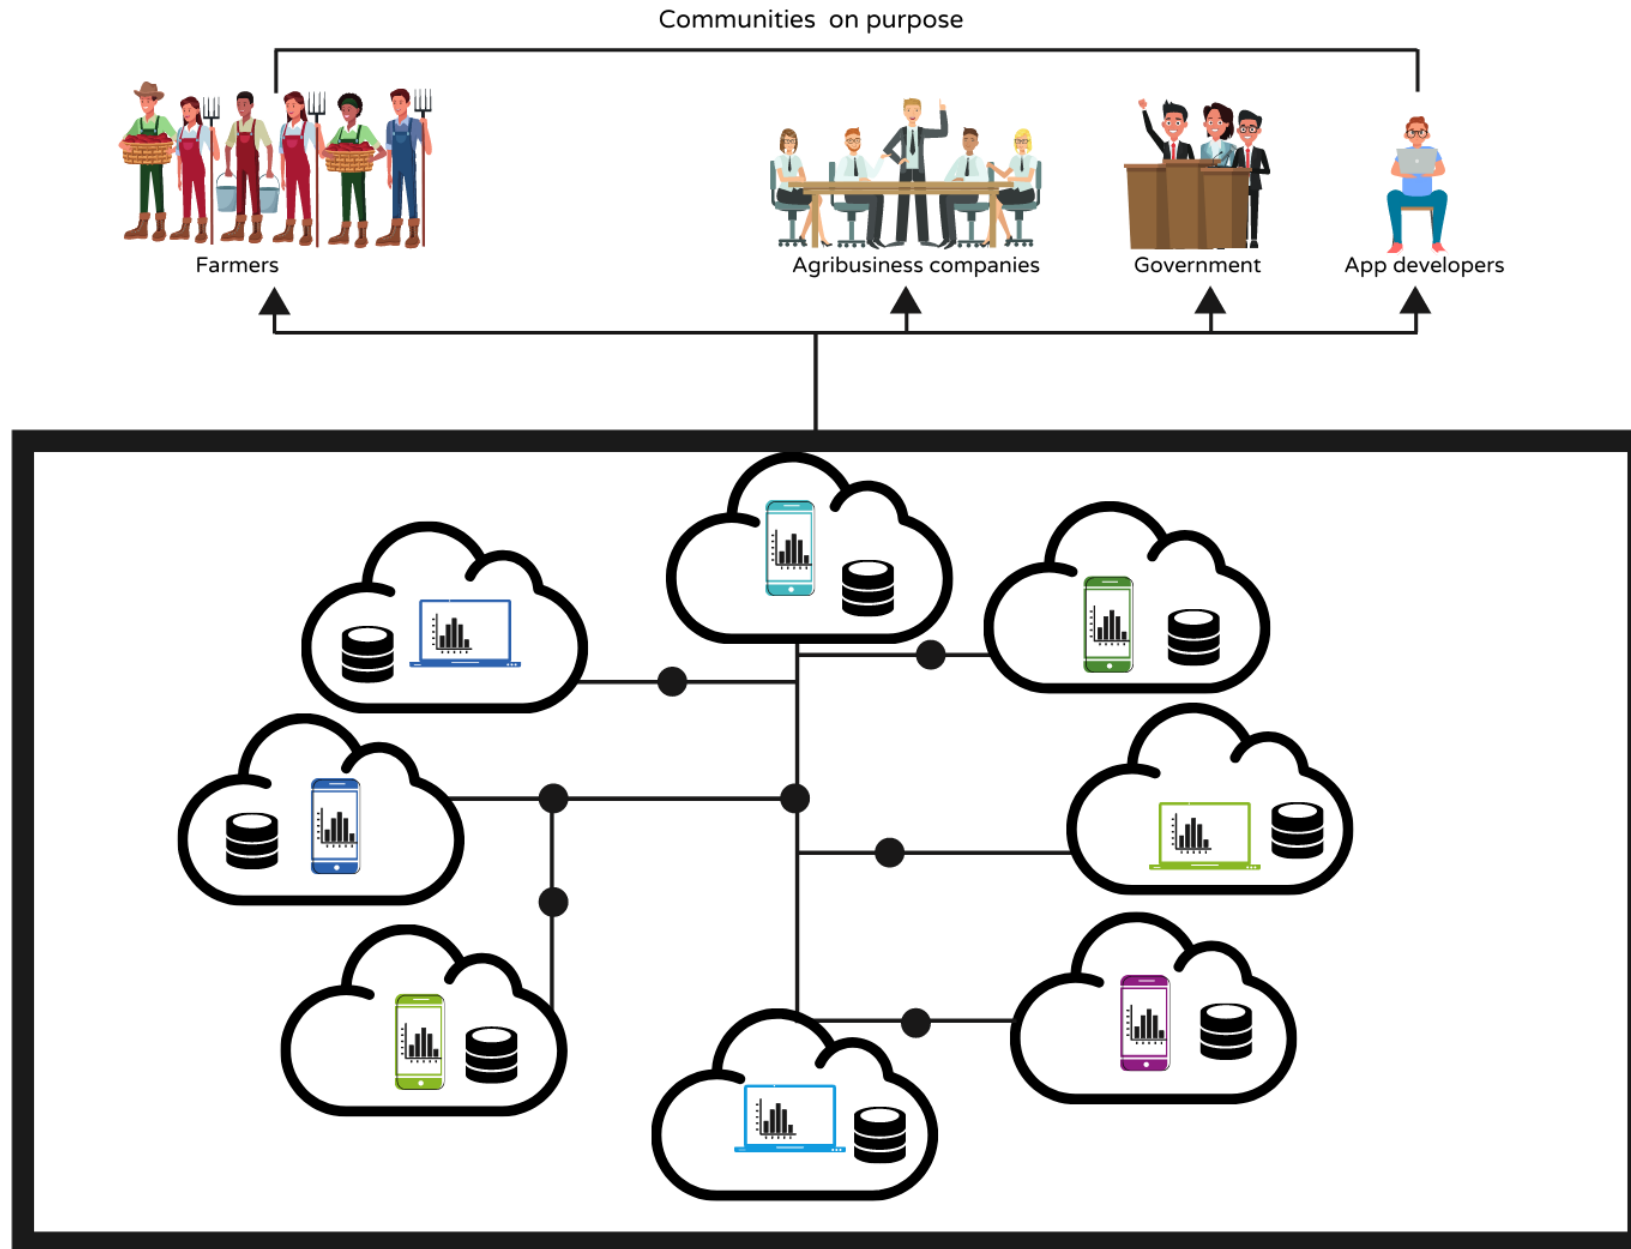 Communities on purpose
Farmers
Agribusiness companies
Government
App developers